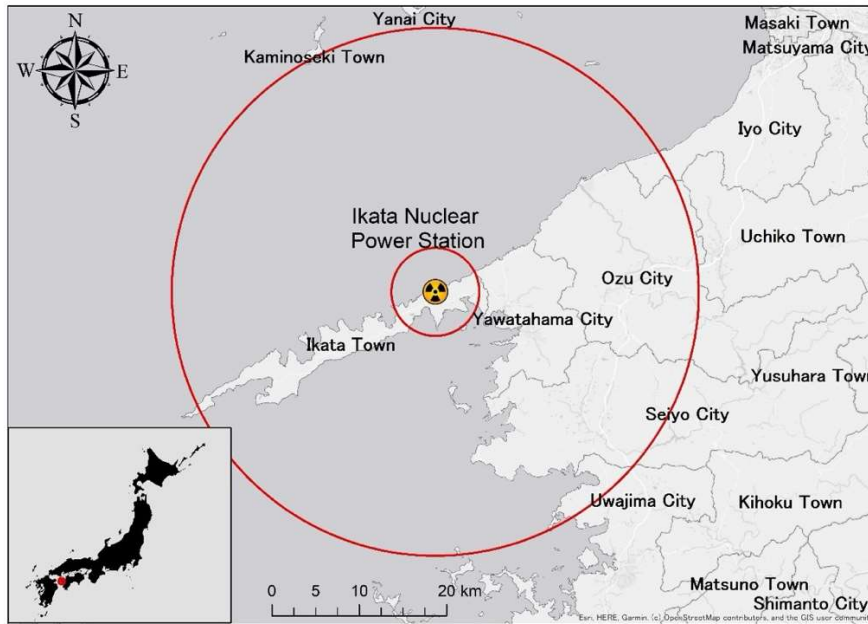 Yanai City
N
Masaki Town
Matsuyama City
Kaminoseki Town
W
E
S
Iyo City
Ikata Nuclear
Power Station
Uchiko Town
Ozu City
Yawatahama City
Ikata Town
Yusuhara Town
Seiyo City
Uwajima City
Kihoku Town
Matsuno Town
Shimanto City
0 5 10 20 km
Esri, HERE, Garmin, (c) OpenStreetMap contributors, and the GIS user commun